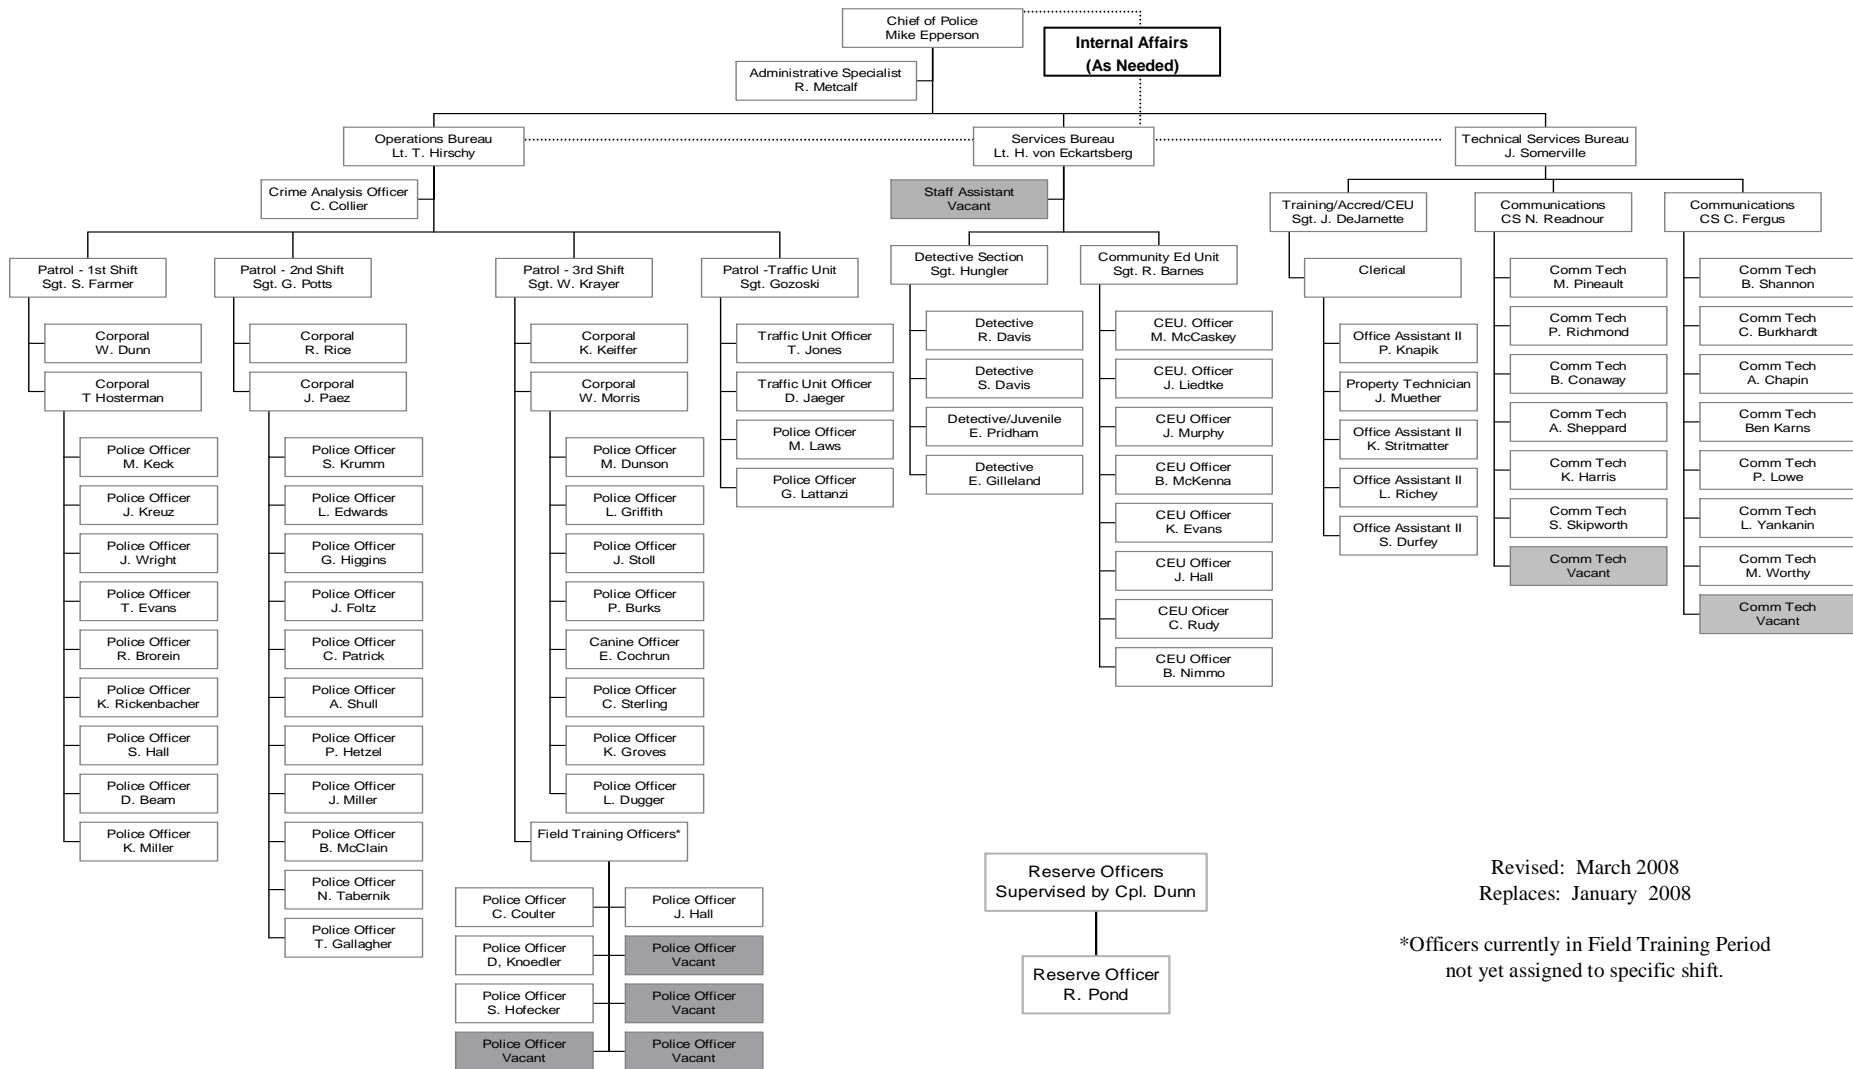 Chief of Police
Mike Epperson
Internal Affairs
(As Needed)
Administrative Specialist
R. Metcalf
Operations Bureau
Lt. T. Hirschy
Services Bureau
Lt. H. von Eckartsberg
Technical Services Bureau
J. Somerville
Crime Analysis Officer
C. Collier
Staff Assistant
Vacant
Patrol - 1st Shift
Sgt. S. Farmer
Corporal
W. Dunn
Corporal
T Hosterman
Police Officer
M. Keck
Police Officer
J. Kreuz
Police Officer
J. Wright
Police Officer
T. Evans
Police Officer
R. Brorein
Police Officer
K. Rickenbacher
Police Officer
S. Hall
Police Officer
D. Beam
Police Officer
K. Miller
Patrol - 2nd Shift
Sgt. G. Potts
Corporal
R. Rice
Corporal
J. Paez
Police Officer
S. Krumm
Police Officer
L. Edwards
Police Officer
G. Higgins
Police Officer
J. Foltz
Police Officer
C. Patrick
Police Officer
A. Shull
Police Officer
P. Hetzel
Police Officer
J. Miller
Police Officer
B. McClain
Police Officer
N. Tabernik
Police Officer
T. Gallagher
Patrol - 3rd Shift
Sgt. W. Krayer
Corporal
K. Keiffer
Corporal
W. Morris
Police Officer
M. Dunson
Police Officer
L. Griffith
Police Officer
J. Stoll
Police Officer
P. Burks
Canine Officer
E. Cochrun
Police Officer
C. Sterling
Police Officer
K. Groves
Police Officer
L. Dugger
Field Training Officers*
Police Officer
C. Coulter
Police Officer
J. Hall
Police Officer
D, Knoedler
Police Officer
Vacant
Police Officer
S. Hofecker
Police Officer
Vacant
Police Officer
Vacant
Police Officer
Vacant
Patrol -Traffic Unit
Sgt. Gozoski
Traffic Unit Officer
T. Jones
Traffic Unit Officer
D. Jaeger
Police Officer
M. Laws
Police Officer
G. Lattanzi
Detective Section
Sgt. Hungler
Detective
R. Davis
Detective
S. Davis
Detective/Juvenile
E. Pridham
Detective
E. Gilleland
Community Ed Unit
Sgt. R. Barnes
CEU. Officer
M. McCaskey
CEU. Officer
J. Liedtke
CEU Officer
J. Murphy
CEU Officer
B. McKenna
CEU Officer
K. Evans
CEU Officer
J. Hall
CEU Oficer
C. Rudy
CEU Officer
B. Nimmo
Training/Accred/CEU
Sgt. J. DeJarnette
Clerical
Office Assistant II
P. Knapik
Property Technician
J. Muether
Office Assistant II
K. Stritmatter
Office Assistant II
L. Richey
Office Assistant II
S. Durfey
Communications
CS N. Readnour
Comm Tech
M. Pineault
Comm Tech
P. Richmond
Comm Tech
B. Conaway
Comm Tech
A. Sheppard
Comm Tech
K. Harris
Comm Tech
S. Skipworth
Comm Tech
Vacant
Communications
CS C. Fergus
Comm Tech
B. Shannon
Comm Tech
C. Burkhardt
Comm Tech
A. Chapin
Comm Tech
Ben Karns
Comm Tech
P. Lowe
Comm Tech
L. Yankanin
Comm Tech
M. Worthy
Comm Tech
Vacant
Reserve Officers
Supervised by Cpl. Dunn
Reserve Officer
R. Pond
Revised: March 2008
Replaces: January 2008
*Officers currently in Field Training Period
not yet assigned to specific shift.